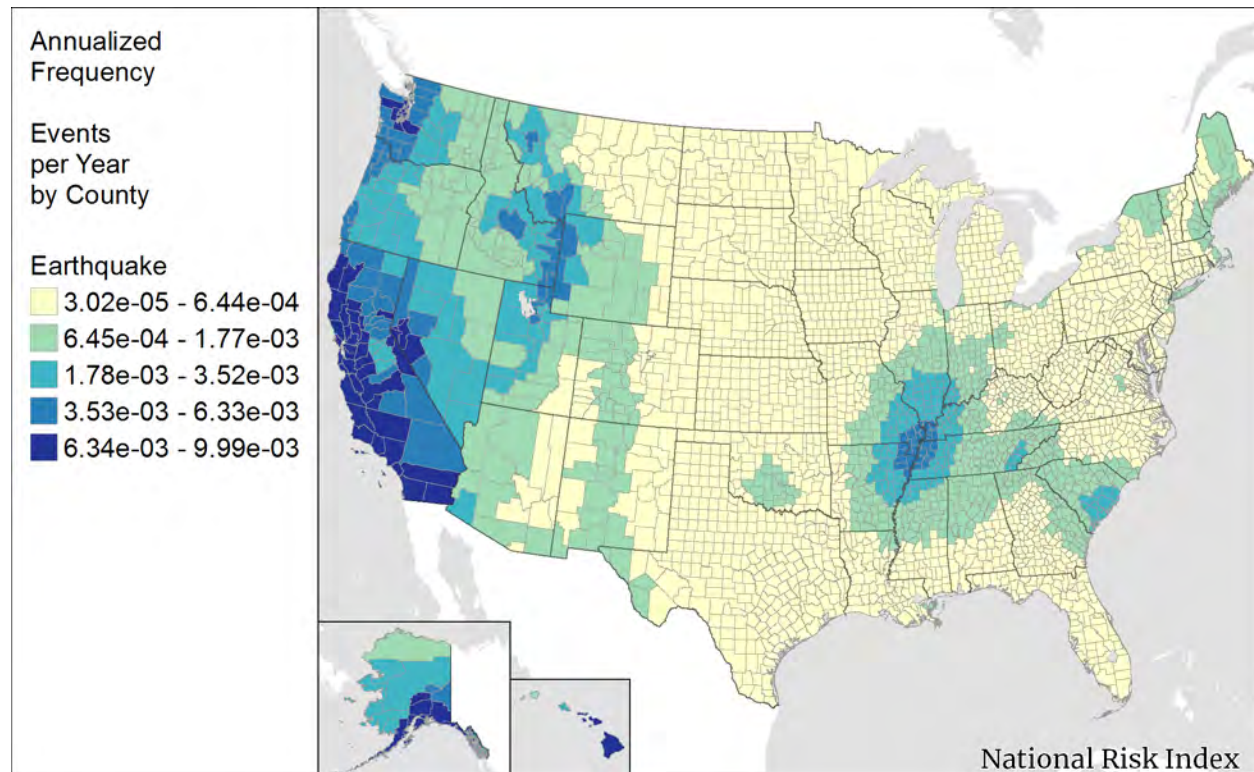 Annualized
Frequency
Events
per Year
by County
Earthquake
3.02e-05 - 6.44e-04
6.45e-04 - 1.77e-03
1.78e-03 - 3.52e-03
3.53e-03 - 6.33e-03
6.34e-03 - 9.99e-03
National Risk Index